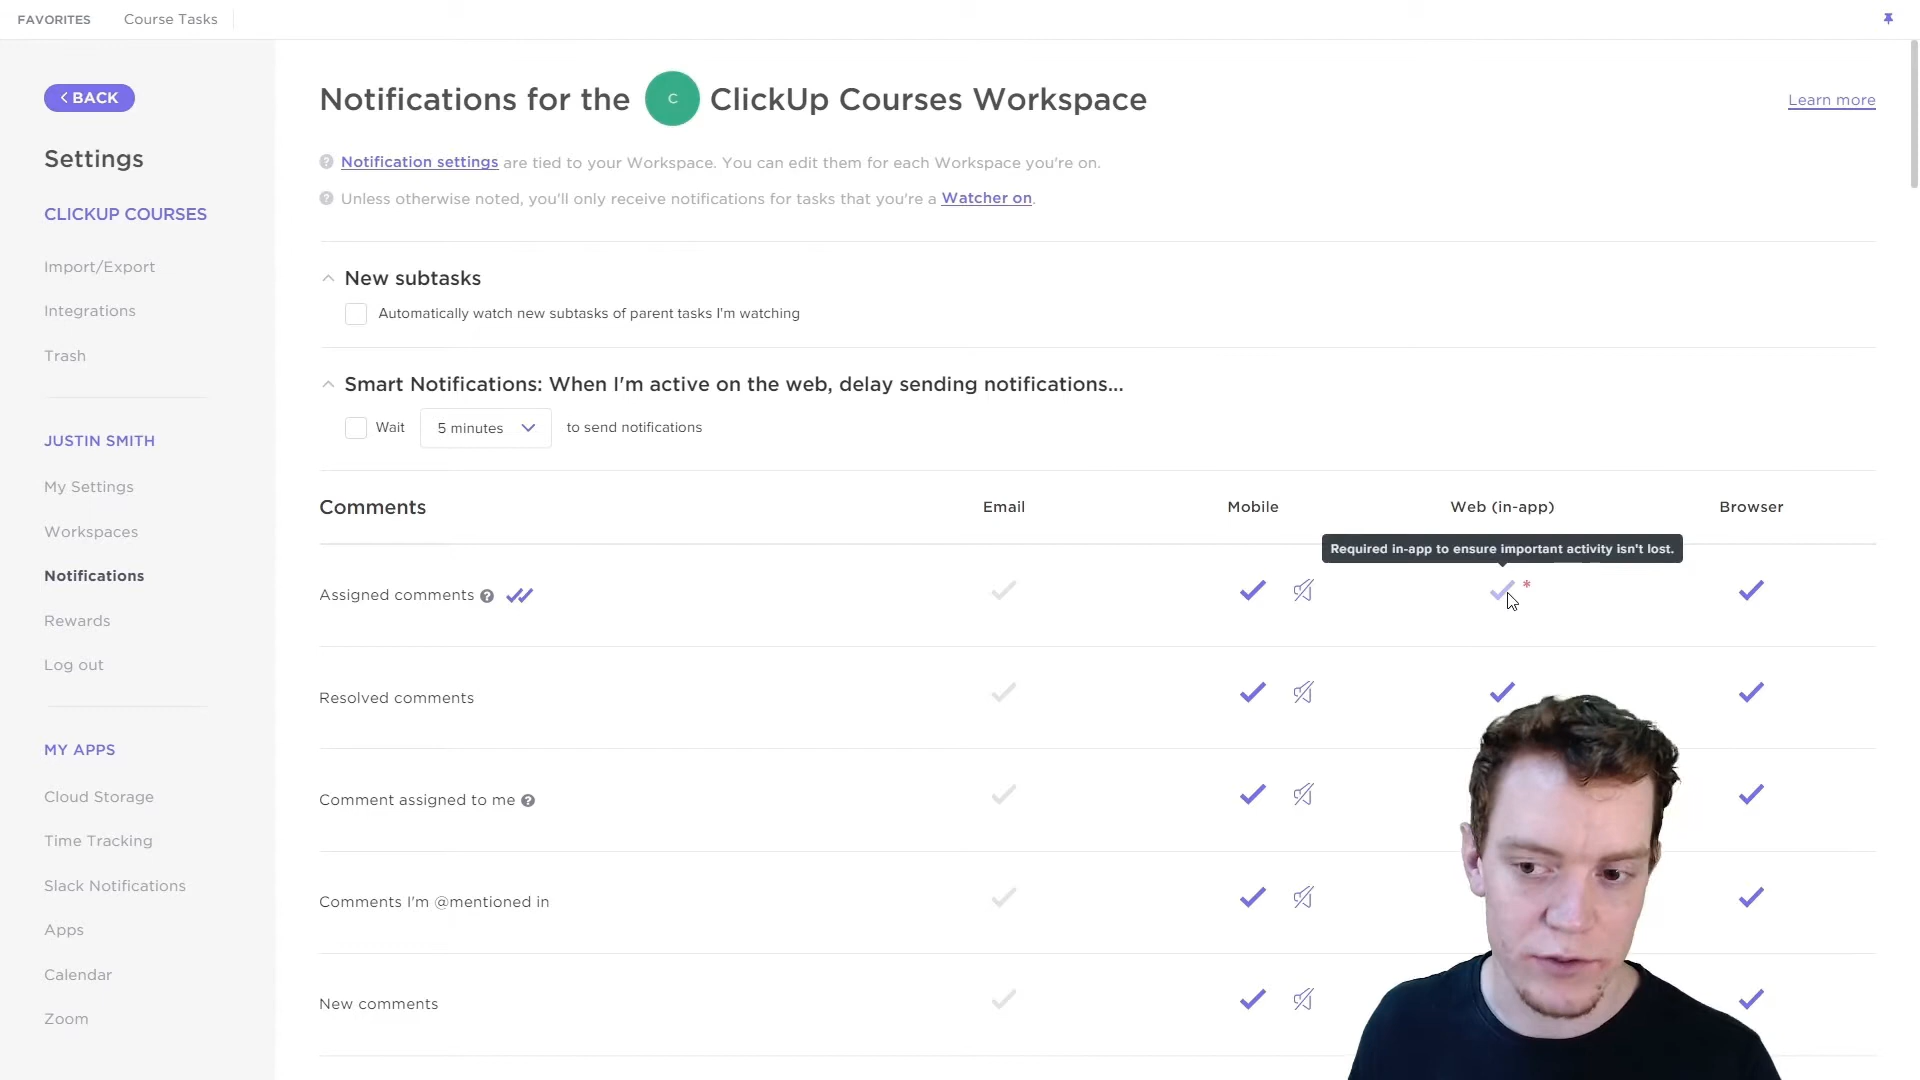 FAVORITES Course Tasks
BACK
Settings
CLICKUP COURSES
Import/Export
Integrations
Trash
JUSTIN SMITH
My Settings
Workspaces
Notifications
Rewards
Log out
MY APPS
Cloud Storage
Time Tracking
Slack Notifications
Apps
Calendar
Zoom
Notifications for the C ClickUp Courses Workspace
Learn more
? Notification settings are tied to your Workspace. You can edit them for each Workspace you're on.
? Unless otherwise noted, you'll only receive notifications for tasks that you're a Watcher on.
New subtasks
Automatically watch new subtasks of parent tasks I'm watching
Smart Notifications: When I'm active on the web, delay sending notifications...
Wait 5 minutes to send notifications
Comments Email Mobile Web (in-app) Browser
Required in-app to ensure important activity isn't lost.
Assigned comments ? *
Resolved comments
Comment assigned to me ?
Comments I'm @mentioned in
New comments